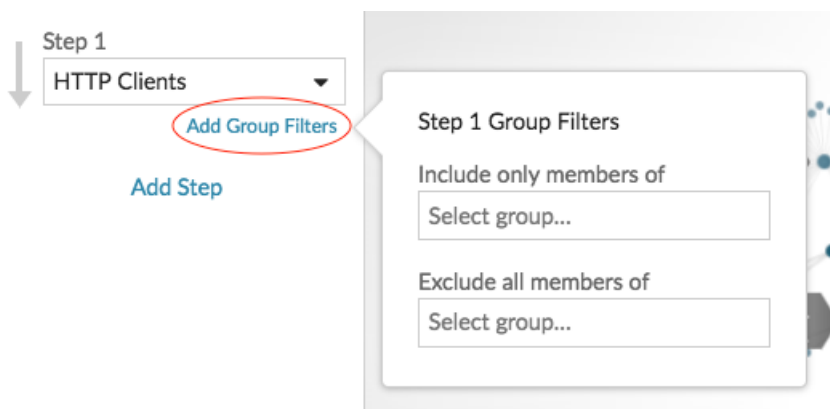 Step 1
HTTP Clients
Add Group Filters
Add Step
Step 1 Group Filters
Include only members of
Select group...
Exclude all members of
Select group...